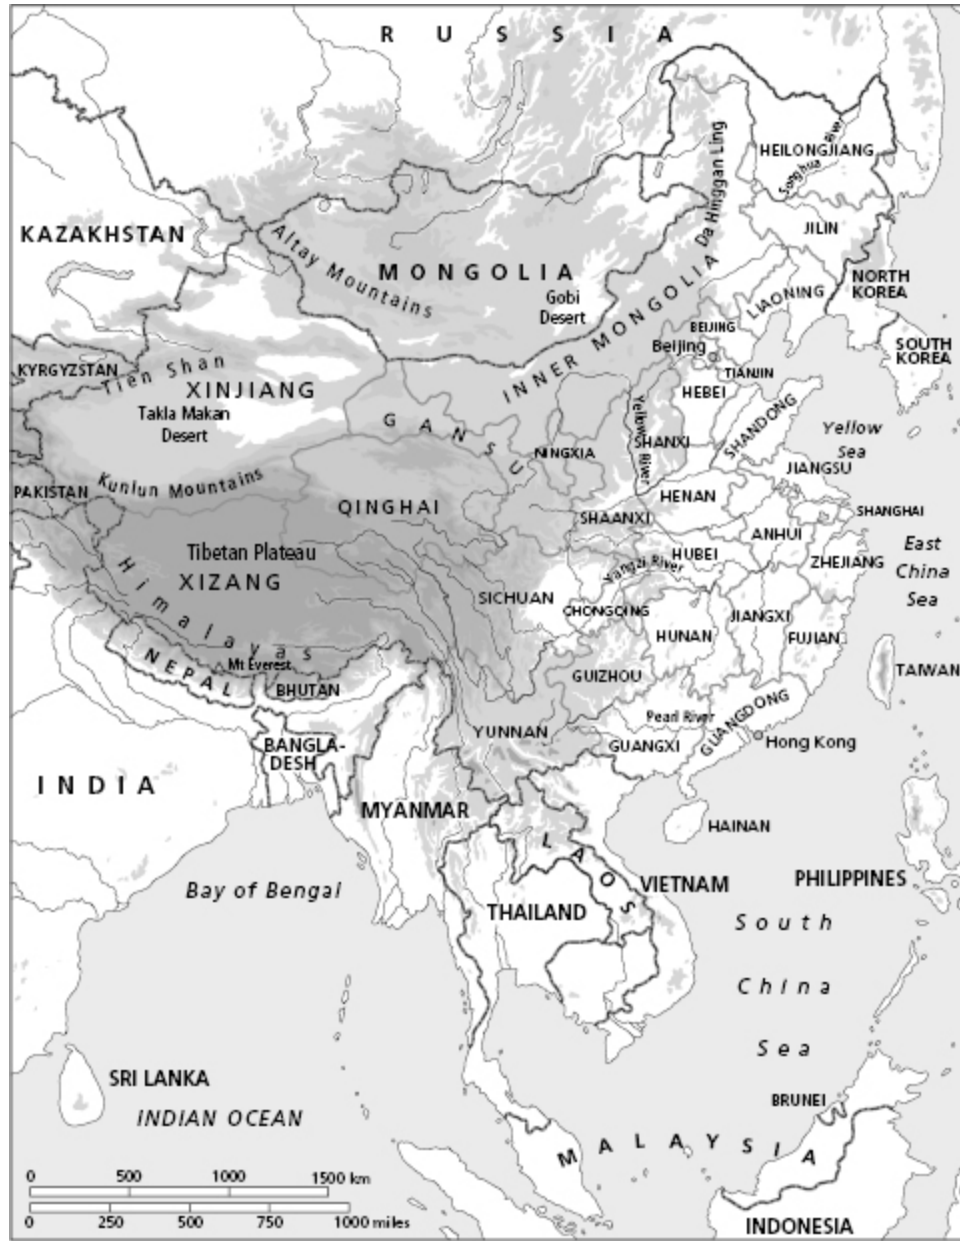 RUSSIA
HEILONGJIANG
Songhua River
Da Hinggan Ling
KAZAKHSTAN
JILIN
Altay Mountains
MONGOLIA
Gobi
Desert
INNER MONGOLIA
LIAONING
NORTH
KOREA
BEIJING
Beijing
SOUTH
KOREA
KYRGYZSTAN
Tien Shan
XINJIANG
TIANJIN
HEBEI
Takla Makan
Desert
GANSU
NINGXIA
Yellow River
SHANXI
SHANDONG
Yellow
Sea
JIANGSU
PAKISTAN
Kunlun Mountains
QINGHAI
HENAN
SHAANXI
SHANGHAI
ANHUI
Tibetan Plateau
XIZANG
HUBEI
Yangzi River
ZHEJIANG
East
China
Sea
Himalayas
SICHUAN
CHONGQING
HUNAN
JIANGXI
FUJIAN
NEPAL
Mt Everest
BHUTAN
GUIZHOU
TAIWAN
YUNNAN
Pearl River
GUANGXI
GUANGDONG
Hong Kong
BANGLA-
DESH
INDIA
MYANMAR
HAINAN
LAOS
Bay of Bengal
VIETNAM
PHILIPPINES
THAILAND
South
China
Sea
SRI LANKA
INDIAN OCEAN
BRUNEI
MALAYSIA
0 500 1000 1500 km
0 250 500 750 1000 miles
INDONESIA